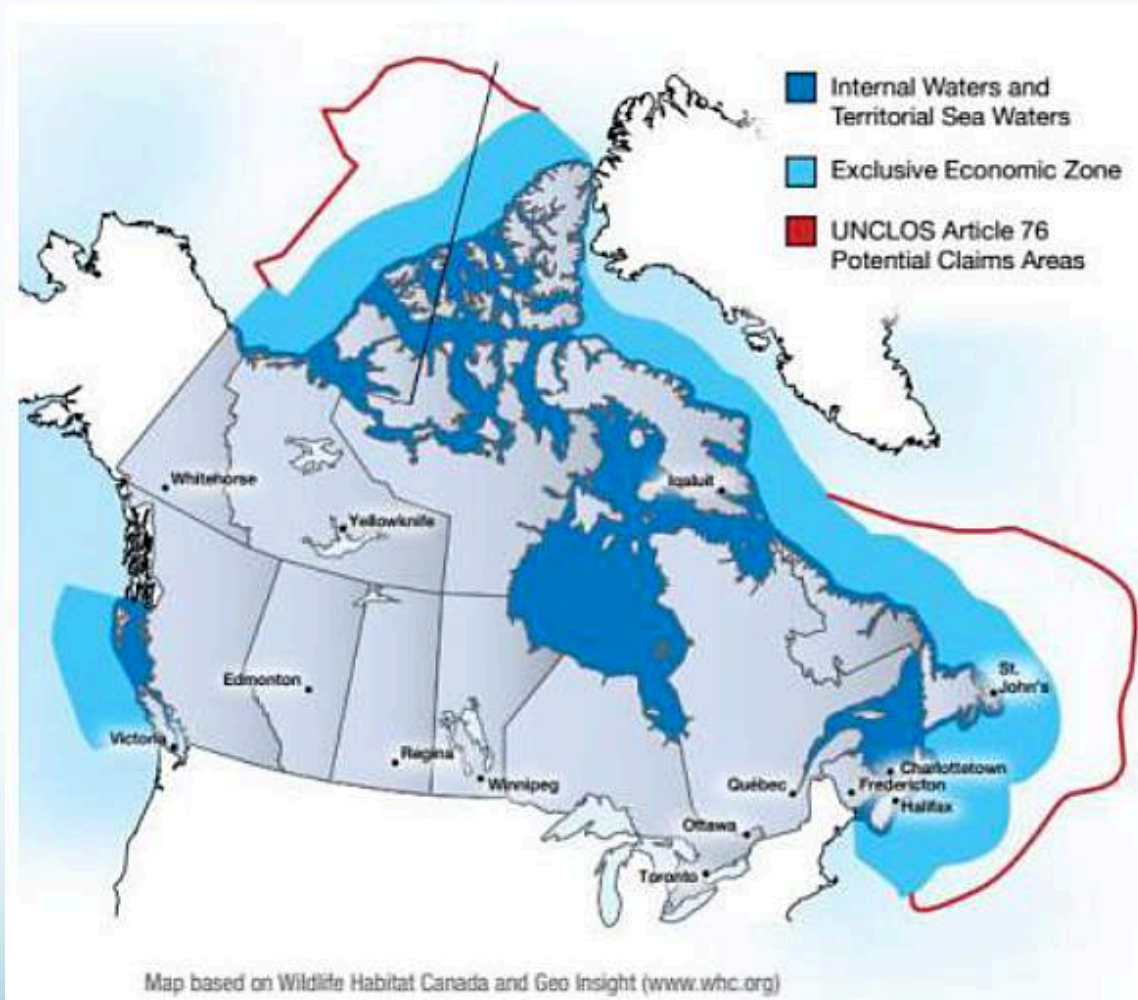 Internal Waters and
Territorial Sea Waters
Exclusive Economic Zone
UNCLOS Article 76
Potential Claims Areas
Whitehorse
Iqaluit
Yellowknife
Edmonton
St.
John's
Victoria
Regina
Winnipeg
Québec
Charlottetown
Fredericton
Halifax
Ottawa
Toronto
Map based on Wildlife Habitat Canada and Geo Insight (www.whc.org)